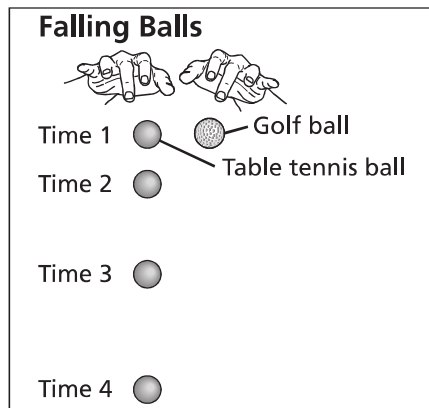 Falling Balls
Time 1
Golf ball
Table tennis ball
Time 2
Time 3
Time 4